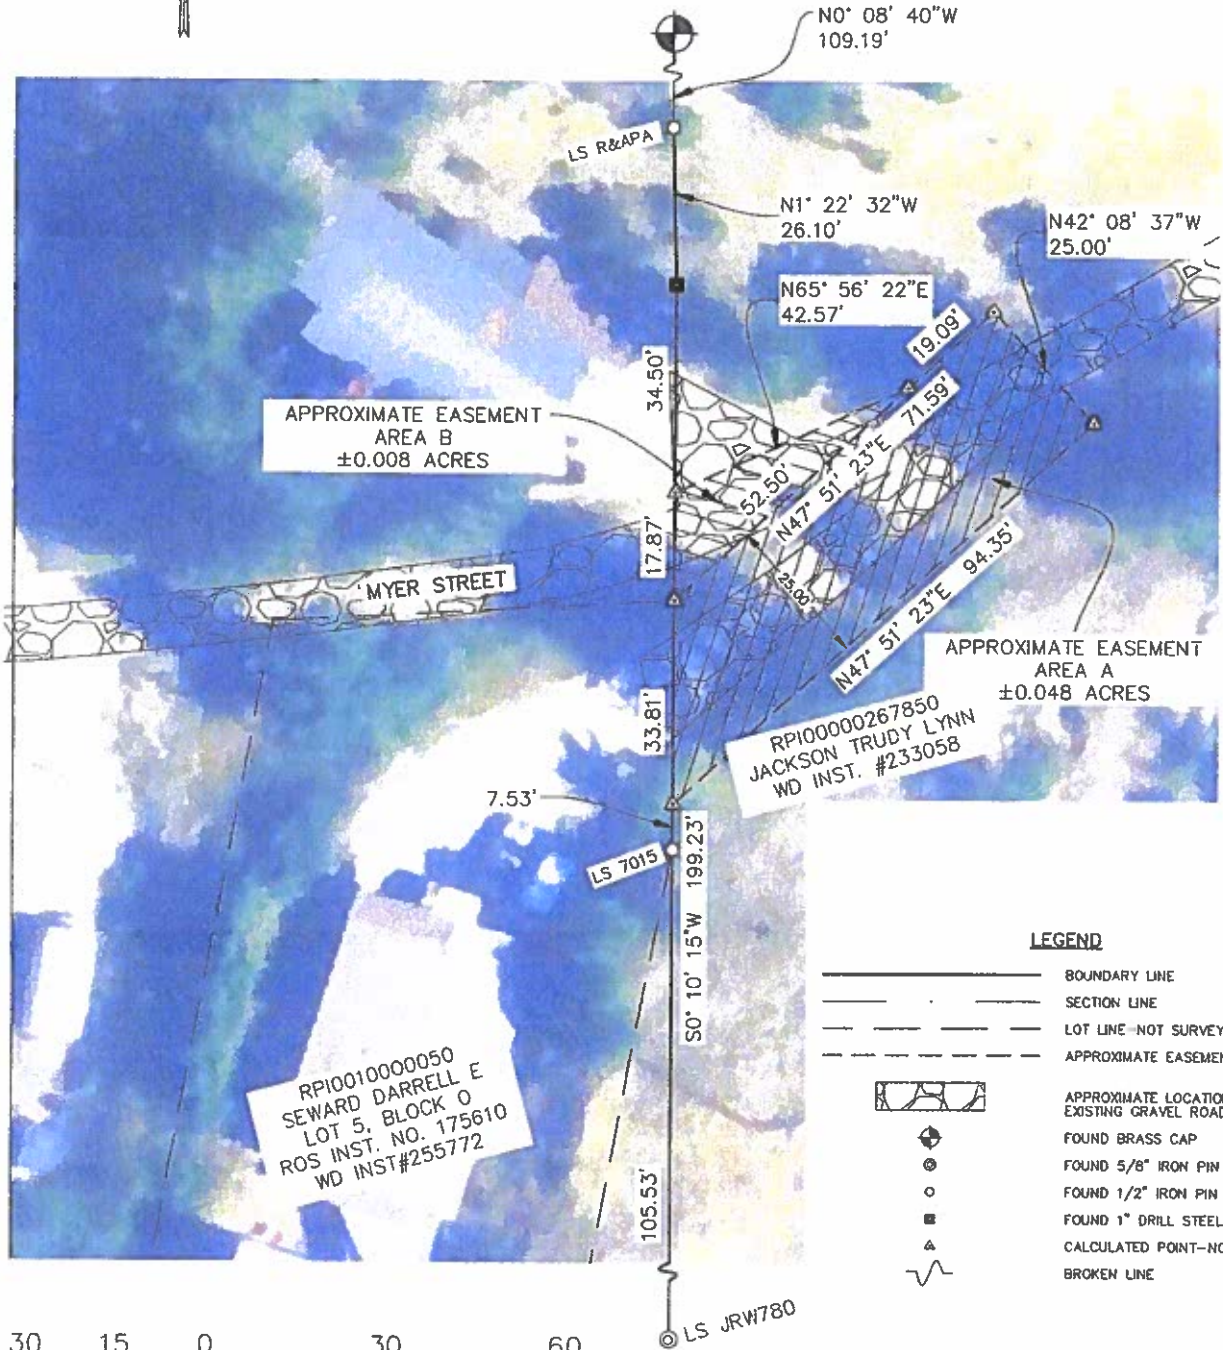 N0° 08' 40"W
109.19'
LS R&APA
N1° 22' 32"W
26.10'
N42° 08' 37"W
25.00'
N65° 56' 22"E
42.57'
19.09'
34.50'
APPROXIMATE EASEMENT
AREA B
±0.008 ACRES
52.50'
N47° 51' 23"E 71.59'
17.87'
MYER STREET
25.00'
N47° 51' 23"E 94.35'
APPROXIMATE EASEMENT
AREA A
±0.048 ACRES
33.81'
RPI00000267850
JACKSON TRUDY LYNN
WD INST. #233058
7.53'
LS 7015
S0° 10' 15"W 199.23'
LEGEND
BOUNDARY LINE
SECTION LINE
LOT LINE-NOT SURVEY
APPROXIMATE EASEMEN
APPROXIMATE LOCATIO
EXISTING GRAVEL ROAD
FOUND BRASS CAP
FOUND 5/8" IRON PIN
FOUND 1/2" IRON PIN
FOUND 1" DRILL STEEL
CALCULATED POINT-NO
BROKEN LINE
RPI0010000050
SEWARD DARRELL E
LOT 5, BLOCK O
ROS INST. NO. 175610
WD INST#255772
105.53'
LS JRW780
30 15 0 30 60